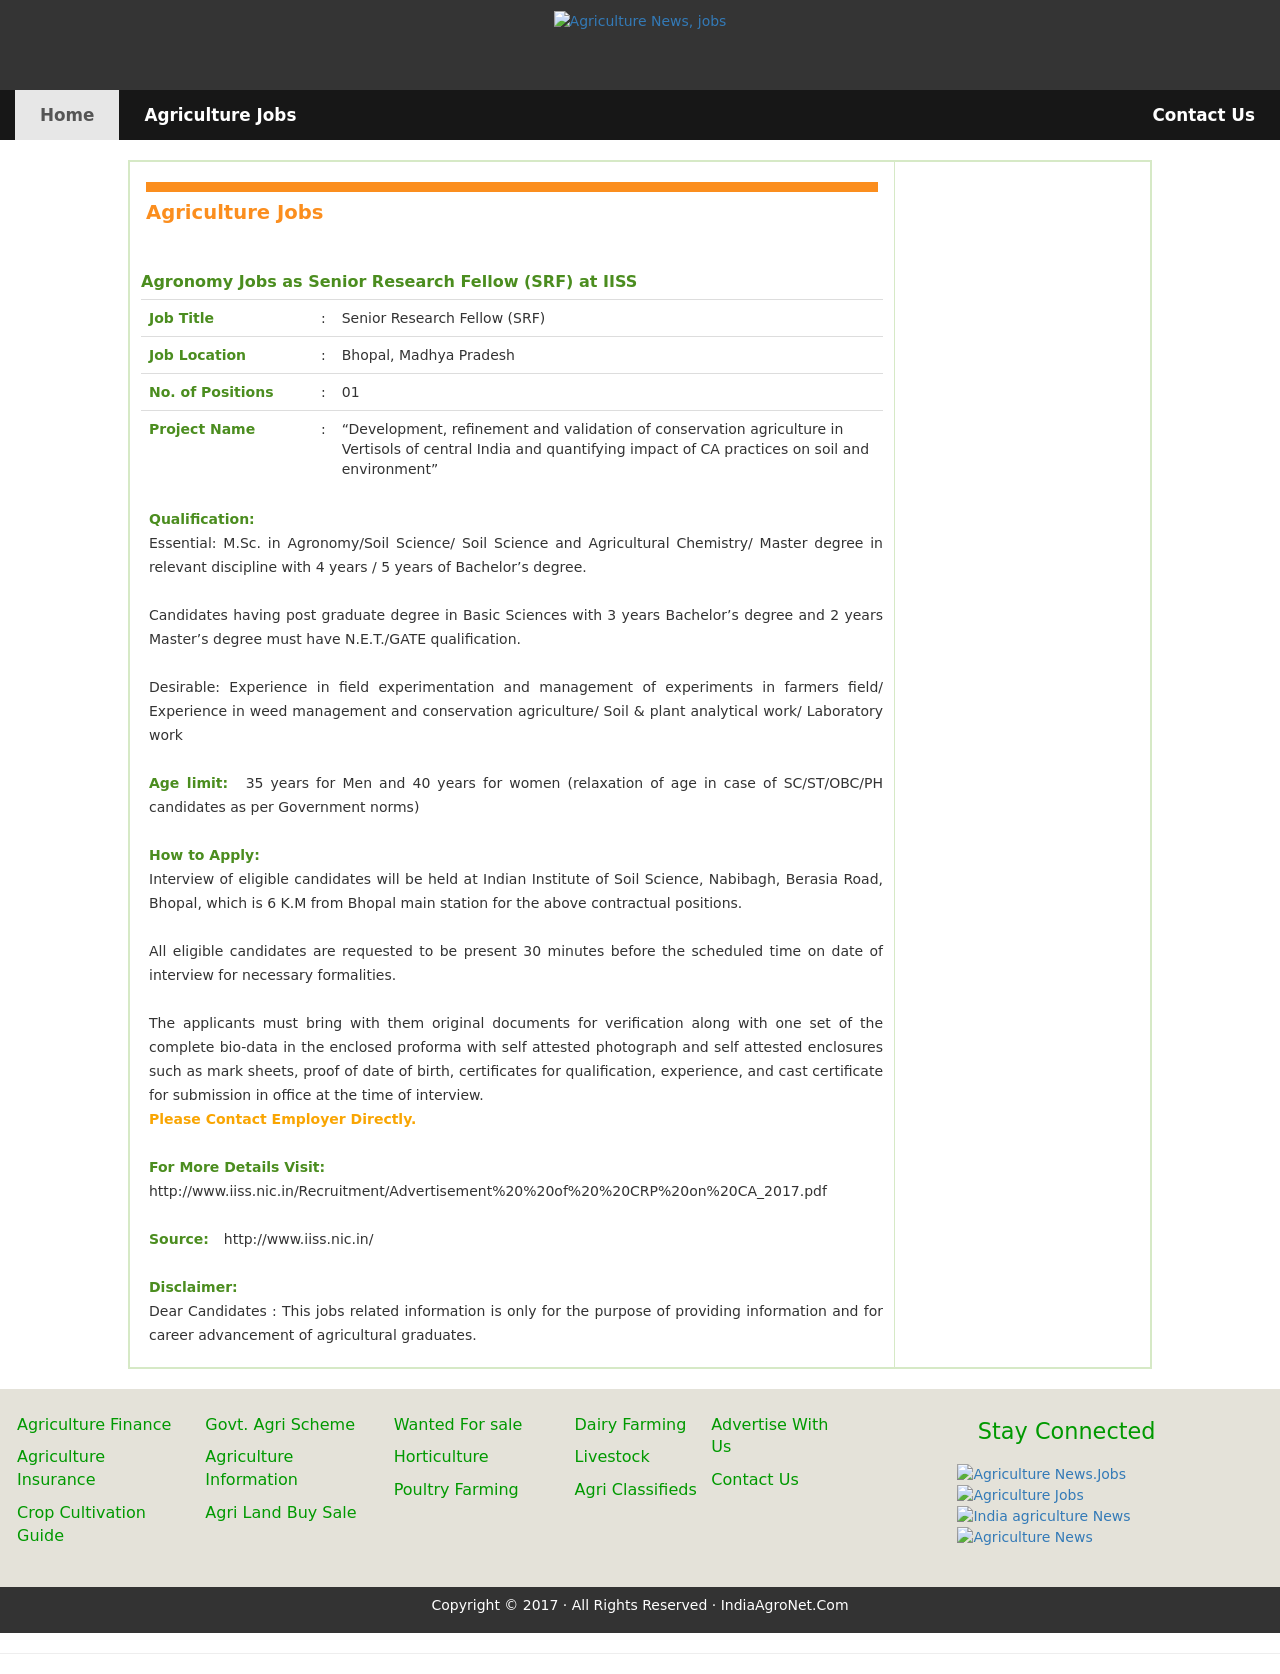 Agriculture News, jobs
Home
Agriculture Jobs
Contact Us
Agriculture Jobs
Agronomy Jobs as Senior Research Fellow (SRF) at IISS
Job Title : Senior Research Fellow (SRF)
Job Location : Bhopal, Madhya Pradesh
No. of Positions : 01
Project Name : “Development, refinement and validation of conservation agriculture in
Vertisols of central India and quantifying impact of CA practices on soil and
environment”
Qualification:
Essential: M.Sc. in Agronomy/Soil Science/ Soil Science and Agricultural Chemistry/ Master degree in
relevant discipline with 4 years / 5 years of Bachelor’s degree.
Candidates having post graduate degree in Basic Sciences with 3 years Bachelor’s degree and 2 years
Master’s degree must have N.E.T./GATE qualification.
Desirable: Experience in field experimentation and management of experiments in farmers field/
Experience in weed management and conservation agriculture/ Soil & plant analytical work/ Laboratory
work
Age limit: 35 years for Men and 40 years for women (relaxation of age in case of SC/ST/OBC/PH
candidates as per Government norms)
How to Apply:
Interview of eligible candidates will be held at Indian Institute of Soil Science, Nabibagh, Berasia Road,
Bhopal, which is 6 K.M from Bhopal main station for the above contractual positions.
All eligible candidates are requested to be present 30 minutes before the scheduled time on date of
interview for necessary formalities.
The applicants must bring with them original documents for verification along with one set of the
complete bio-data in the enclosed proforma with self attested photograph and self attested enclosures
such as mark sheets, proof of date of birth, certificates for qualification, experience, and cast certificate
for submission in office at the time of interview.
Please Contact Employer Directly.
For More Details Visit:
http://www.iiss.nic.in/Recruitment/Advertisement%20%20of%20%20CRP%20on%20CA_2017.pdf
Source: http://www.iiss.nic.in/
Disclaimer:
Dear Candidates : This jobs related information is only for the purpose of providing information and for
career advancement of agricultural graduates.
Agriculture Finance
Agriculture
Insurance
Crop Cultivation
Guide
Govt. Agri Scheme
Agriculture
Information
Agri Land Buy Sale
Wanted For sale
Horticulture
Poultry Farming
Dairy Farming
Livestock
Agri Classifieds
Advertise With
Us
Contact Us
Stay Connected
Agriculture News.Jobs
Agriculture Jobs
India agriculture News
Agriculture News
Copyright © 2017 · All Rights Reserved · IndiaAgroNet.Com